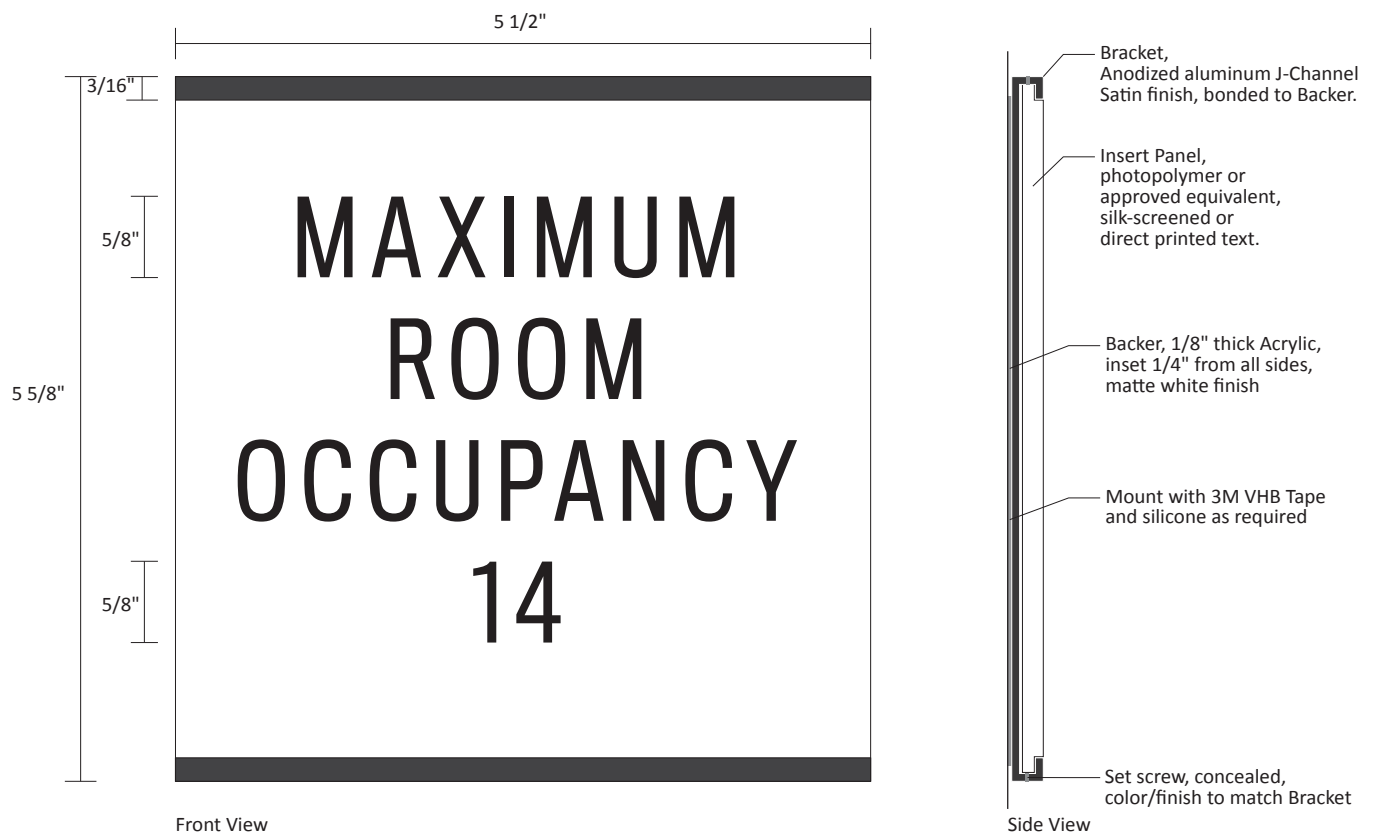 5 1/2"
3/16"
5/8"
5 5/8"
5/8"
MAXIMUM
ROOM
OCCUPANCY
14
Front View
Bracket,
Anodized aluminum J-Channel
Satin finish, bonded to Backer.
Insert Panel,
photopolymer or
approved equivalent,
silk-screened or
direct printed text.
Backer, 1/8" thick Acrylic,
inset 1/4" from all sides,
matte white finish
Mount with 3M VHB Tape
and silicone as required
Set screw, concealed,
color/finish to match Bracket
Side View